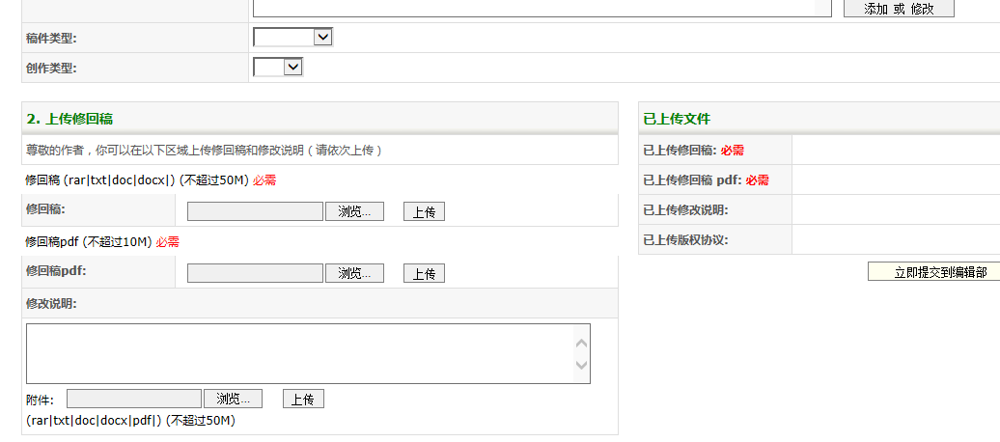 添加 或 修改
稿件类型:
创作类型:
2. 上传修回稿
尊敬的作者，你可以在以下区域上传修回稿和修改说明（请依次上传）
修回稿 (rar|txt|doc|docx|) (不超过50M) 必需
修回稿: 浏览... 上传
修回稿pdf (不超过10M) 必需
修回稿pdf: 浏览... 上传
修改说明:
附件: 浏览... 上传
(rar|txt|doc|docx|pdf|) (不超过50M)
已上传文件
已上传修回稿: 必需
已上传修回稿 pdf: 必需
已上传修改说明:
已上传版权协议:
立即提交到编辑部